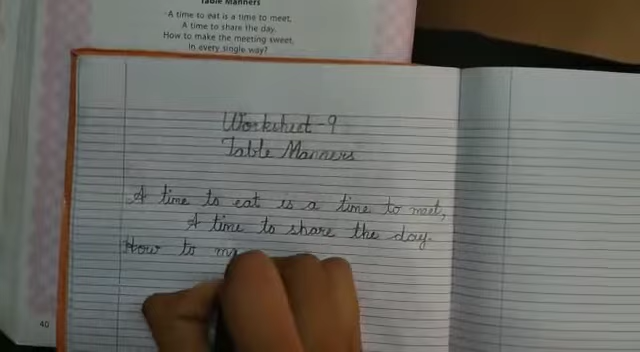 Table Manners
A time to eat is a time to meet,
A time to share the day.
How to make the meeting sweet,
In every single way?
Worksheet-9
Table Manners
A time to eat is a time to meet,
A time to share the day.
How to ma
40